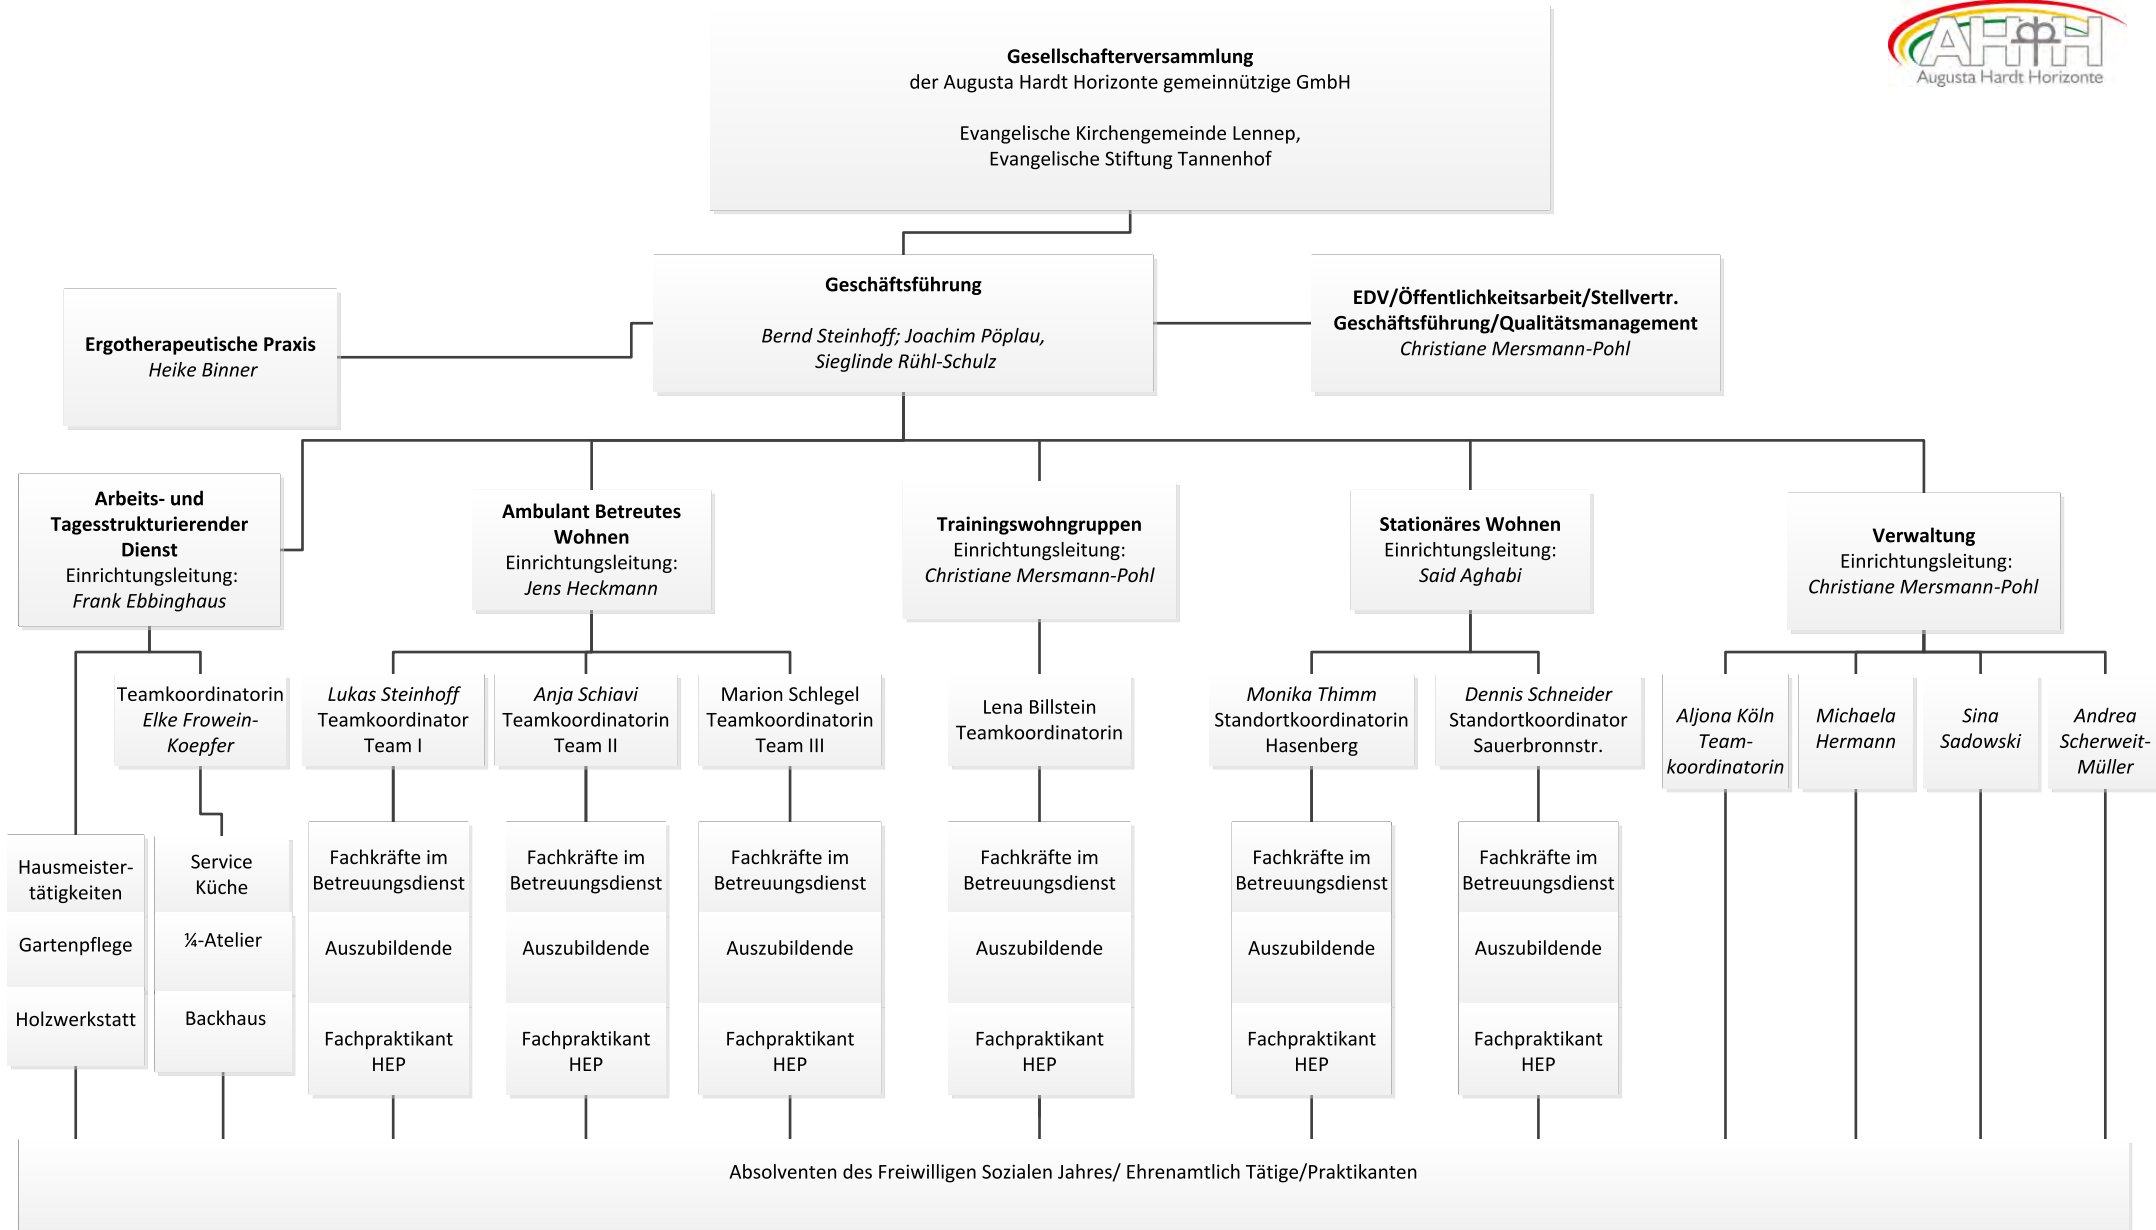 AHH
Augusta Hardt Horizonte
Gesellschafterversammlung
der Augusta Hardt Horizonte gemeinnützige GmbH
Evangelische Kirchengemeinde Lennep,
Evangelische Stiftung Tannenhof
Ergotherapeutische Praxis
Heike Binner
Geschäftsführung
Bernd Steinhoff; Joachim Pöplau,
Sieglinde Rühl-Schulz
EDV/Öffentlichkeitsarbeit/Stellvertr.
Geschäftsführung/Qualitätsmanagement
Christiane Mersmann-Pohl
Arbeits- und
Tagesstrukturierender
Dienst
Einrichtungsleitung:
Frank Ebbinghaus
Ambulant Betreutes
Wohnen
Einrichtungsleitung:
Jens Heckmann
Trainingswohngruppen
Einrichtungsleitung:
Christiane Mersmann-Pohl
Stationäres Wohnen
Einrichtungsleitung:
Said Aghabi
Verwaltung
Einrichtungsleitung:
Christiane Mersmann-Pohl
Teamkoordinatorin
Elke Frowein-
Koepfer
Lukas Steinhoff
Teamkoordinator
Team I
Anja Schiavi
Teamkoordinatorin
Team II
Marion Schlegel
Teamkoordinatorin
Team III
Lena Billstein
Teamkoordinatorin
Monika Thimm
Standortkoordinatorin
Hasenberg
Dennis Schneider
Standortkoordinator
Sauerbronnstr.
Aljona Köln
Team-
koordinatorin
Michaela
Hermann
Sina
Sadowski
Andrea
Scherweit-
Müller
Hausmeister-
tätigkeiten
Gartenpflege
Holzwerkstatt
Service
Küche
¼-Atelier
Backhaus
Fachkräfte im
Betreuungsdienst
Auszubildende
Fachpraktikant
HEP
Fachkräfte im
Betreuungsdienst
Auszubildende
Fachpraktikant
HEP
Fachkräfte im
Betreuungsdienst
Auszubildende
Fachpraktikant
HEP
Fachkräfte im
Betreuungsdienst
Auszubildende
Fachpraktikant
HEP
Fachkräfte im
Betreuungsdienst
Auszubildende
Fachpraktikant
HEP
Fachkräfte im
Betreuungsdienst
Auszubildende
Fachpraktikant
HEP
Absolventen des Freiwilligen Sozialen Jahres/ Ehrenamtlich Tätige/Praktikanten